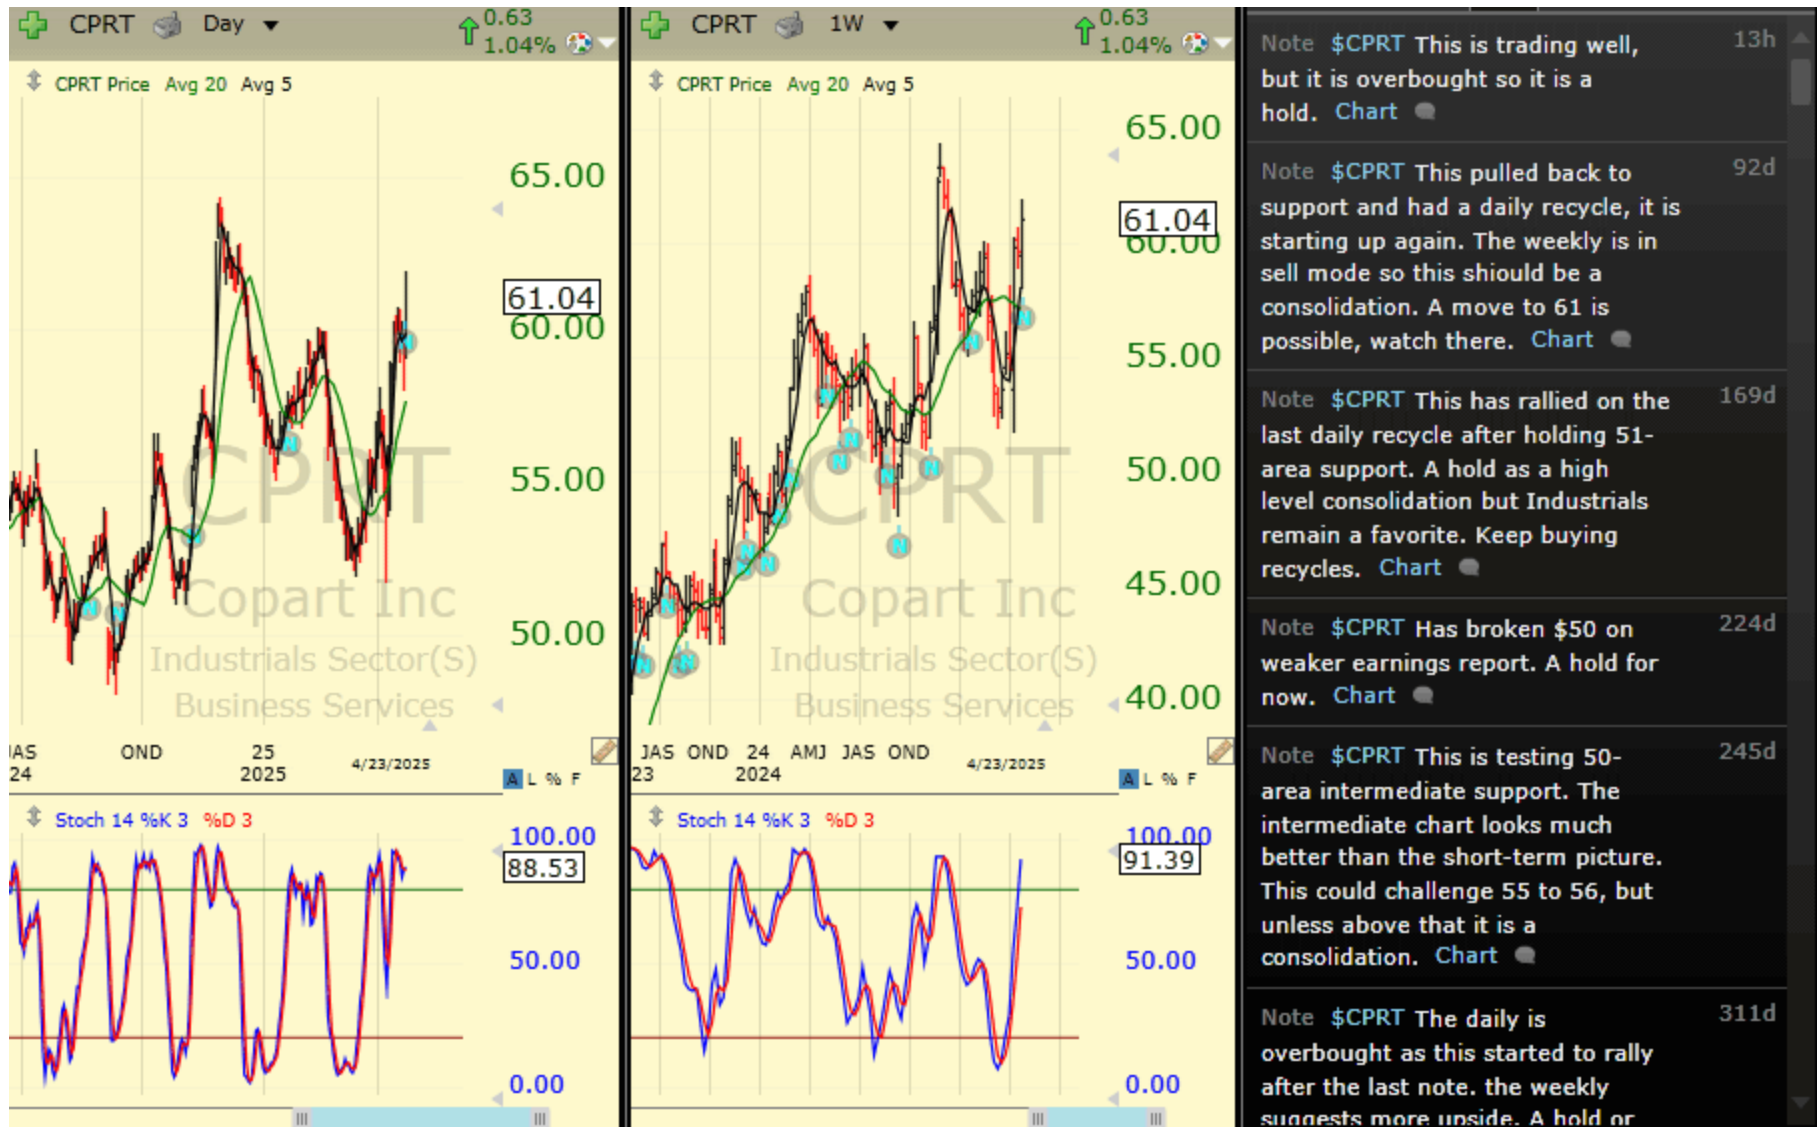 CPRT Day 0.63
1.04%
CPRT Price Avg 20 Avg 5
65.00
61.04
60.00
55.00
50.00
CPRT
Copart Inc
Industrials Sector(S)
Business Services
JAS OND 25
24 2025 4/23/2025
A L % F
Stoch 14 %K 3 %D 3
100.00
88.53
50.00
0.00
CPRT 1W 0.63
1.04%
CPRT Price Avg 20 Avg 5
65.00
61.04
60.00
55.00
50.00
45.00
40.00
CPRT
Copart Inc
Industrials Sector(S)
Business Services
JAS OND 24 AMJ JAS OND
23 2024 4/23/2025
A L % F
Stoch 14 %K 3 %D 3
100.00
91.39
50.00
0.00
Note $CPRT This is trading well, 13h
but it is overbought so it is a
hold. Chart
Note $CPRT This pulled back to 92d
support and had a daily recycle, it is
starting up again. The weekly is in
sell mode so this shiould be a
consolidation. A move to 61 is
possible, watch there. Chart
Note $CPRT This has rallied on the 169d
last daily recycle after holding 51-
area support. A hold as a high
level consolidation but Industrials
remain a favorite. Keep buying
recycles. Chart
Note $CPRT Has broken $50 on 224d
weaker earnings report. A hold for
now. Chart
Note $CPRT This is testing 50- 245d
area intermediate support. The
intermediate chart looks much
better than the short-term picture.
This could challenge 55 to 56, but
unless above that it is a
consolidation. Chart
Note $CPRT The daily is 311d
overbought as this started to rally
after the last note. the weekly
suggests more upside. A hold or